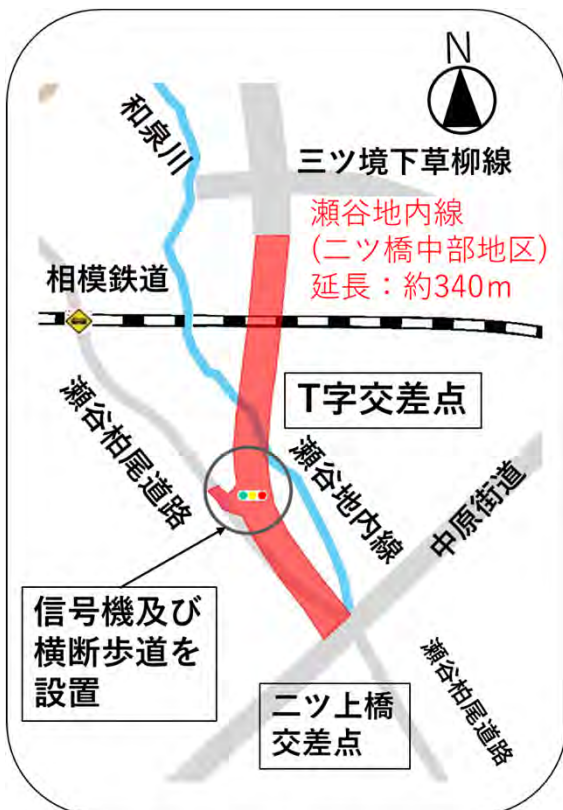 N
和泉川
三ツ境下草柳線
瀬谷地内線
(二ツ橋中部地区)
延長：約340m
相模鉄道
T字交差点
瀬谷柏尾道路
瀬谷地内線
中原街道
信号機及び
横断歩道を
設置
二ツ上橋
交差点
瀬谷柏尾道路